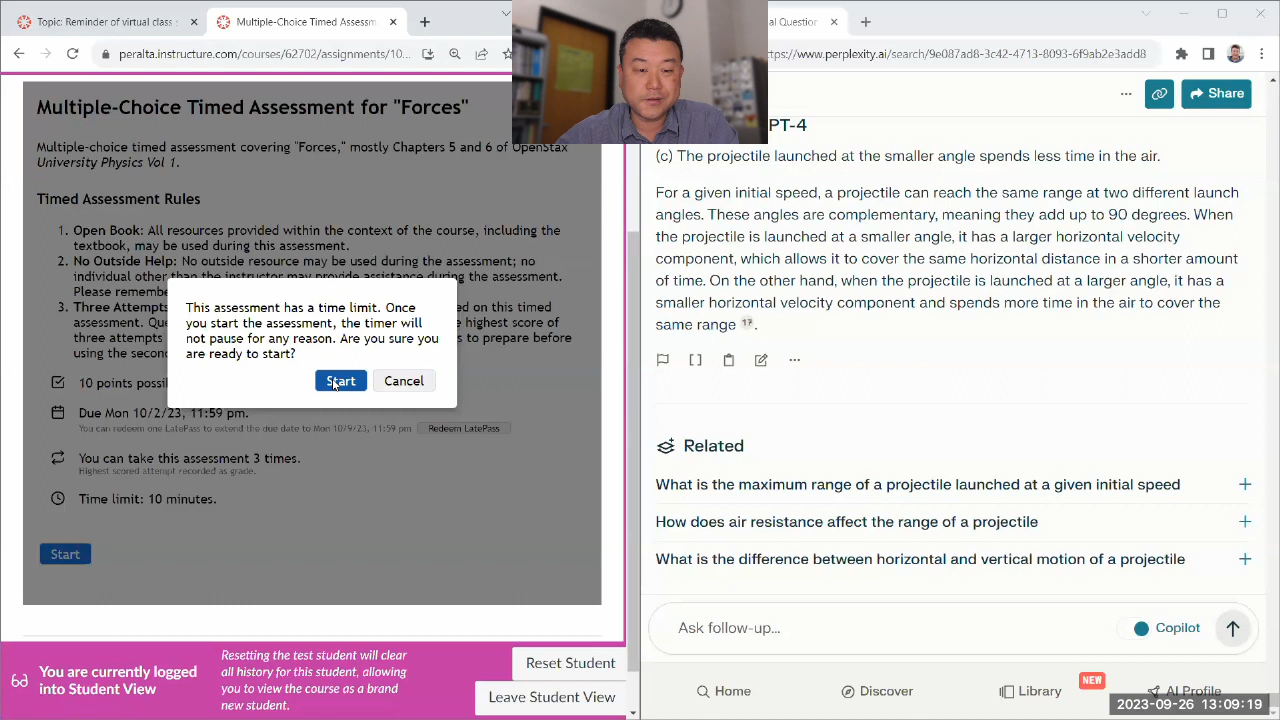 Topic: Reminder of virtual class
Multiple-Choice Timed Assessm
al Question
peralta.instructure.com/courses/62702/assignments/10...
https://www.perplexity.ai/search/9e087ad8-3c42-4713-8093-6f9ab2e3add8
Share
Multiple-Choice Timed Assessment for "Forces"
Multiple-choice timed assessment covering "Forces," mostly Chapters 5 and 6 of OpenStax
University Physics Vol 1.
Timed Assessment Rules
1. Open Book: All resources provided within the context of the course, including the
textbook, may be used during this assessment.
2. No Outside Help: No outside resource may be used during the assessment; no
individual other than the instructor may provide assistance during the assessment.
Please rememb
3. Three Attempts
ed on this timed
assessment. Qu
e highest score of
three attempts
s to prepare before
using the secon
This assessment has a time limit. Once
you start the assessment, the timer will
not pause for any reason. Are you sure you
are ready to start?
Start
Cancel
10 points possi
Due Mon 10/2/23, 11:59 pm.
You can redeem one LatePass to extend the due date to Mon 10/9/23, 11:59 pm
Redeem LatePass
You can take this assessment 3 times.
Highest scored attempt recorded as grade.
Time limit: 10 minutes.
Start
You are currently logged
into Student View
Resetting the test student will clear
all history for this student, allowing
you to view the course as a brand
new student.
Reset Student
Leave Student View
PT-4
(c) The projectile launched at the smaller angle spends less time in the air.
For a given initial speed, a projectile can reach the same range at two different launch
angles. These angles are complementary, meaning they add up to 90 degrees. When
the projectile is launched at a smaller angle, it has a larger horizontal velocity
component, which allows it to cover the same horizontal distance in a shorter amount
of time. On the other hand, when the projectile is launched at a larger angle, it has a
smaller horizontal velocity component and spends more time in the air to cover the
same range 17.
Related
What is the maximum range of a projectile launched at a given initial speed
How does air resistance affect the range of a projectile
What is the difference between horizontal and vertical motion of a projectile
Ask follow-up...
Copilot
Home
Discover
Library
NEW
AI Profile
2023-09-26 13:09:19